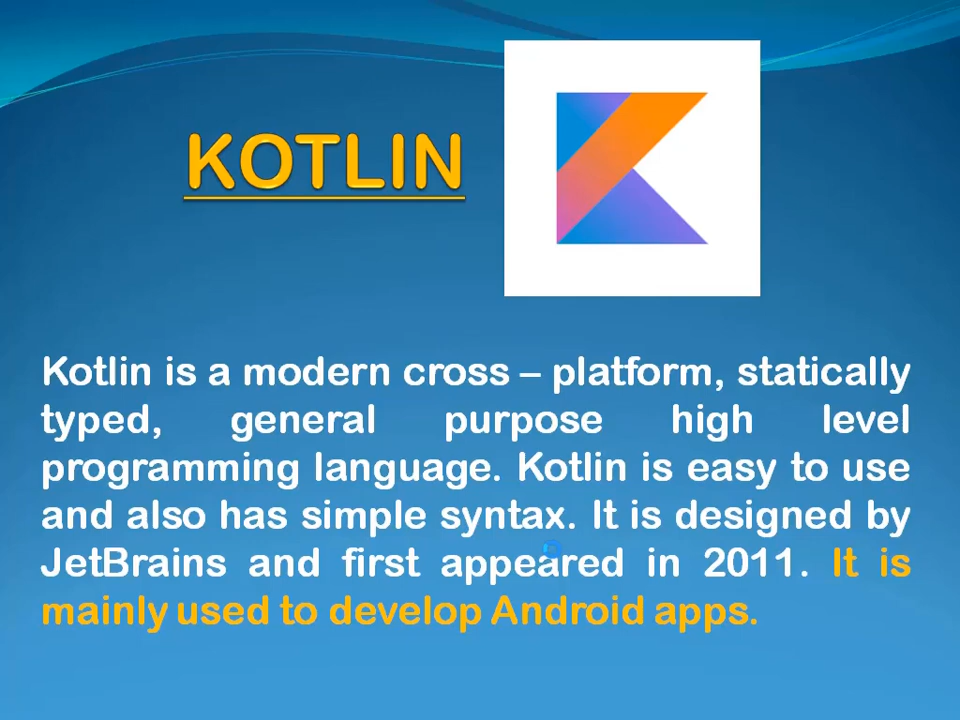 KOTLIN
Kotlin is a modern cross – platform, statically
typed, general purpose high level
programming language. Kotlin is easy to use
and also has simple syntax. It is designed by
JetBrains and first appeared in 2011. It is
mainly used to develop Android apps.